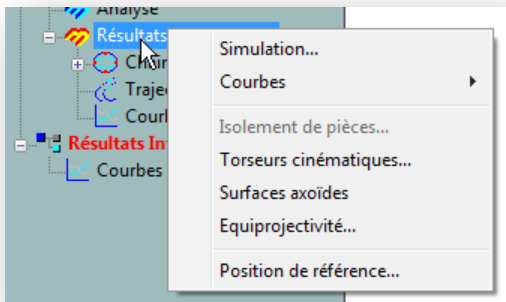 Analyse
Résultats
Simulation...
Courbes
Isolement de pièces...
Torseurs cinématiques...
Résultats In
Courbes
Surfaces axoïdes
Equiprojectivité...
Position de référence...